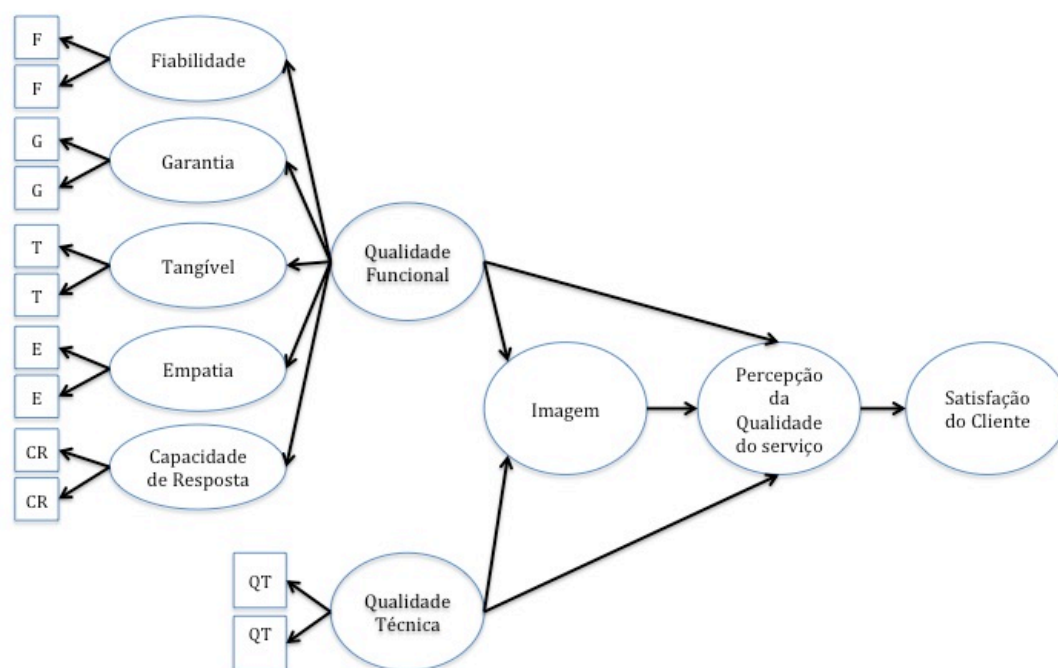 F
F
Fiabilidade
G
G
Garantia
T
T
Tangível
E
E
Empatia
CR
CR
Capacidade
de Resposta
Qualidade
Funcional
Imagem
Percepção
da
Qualidade
do serviço
Satisfação
do Cliente
QT
QT
Qualidade
Técnica